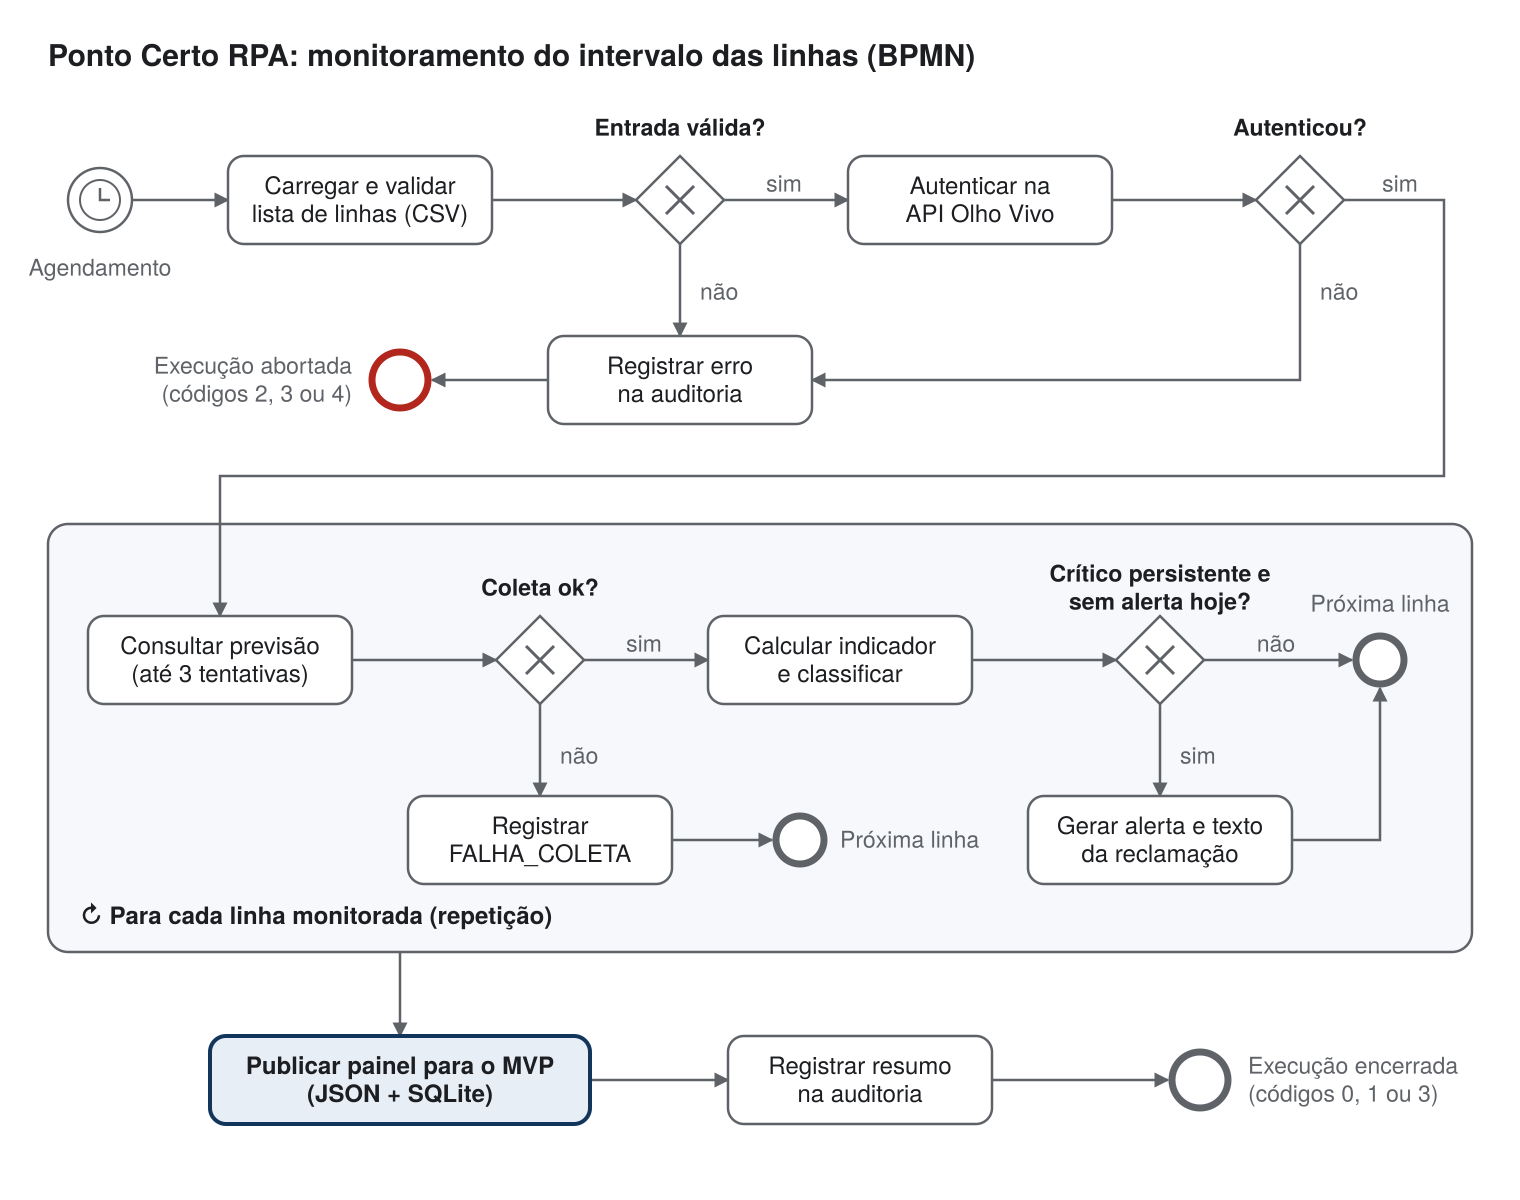 Ponto Certo RPA: monitoramento do intervalo das linhas (BPMN)
Entrada válida?
Autenticou?
Carregar e validar
lista de linhas (CSV)
sim
Autenticar na
API Olho Vivo
sim
Agendamento
não
não
Execução abortada
(códigos 2, 3 ou 4)
Registrar erro
na auditoria
Coleta ok?
Crítico persistente e
sem alerta hoje?
Próxima linha
Consultar previsão
(até 3 tentativas)
sim
Calcular indicador
e classificar
não
não
sim
Registrar
FALHA_COLETA
Próxima linha
Gerar alerta e texto
da reclamação
↻ Para cada linha monitorada (repetição)
Publicar painel para o MVP
(JSON + SQLite)
Registrar resumo
na auditoria
Execução encerrada
(códigos 0, 1 ou 3)